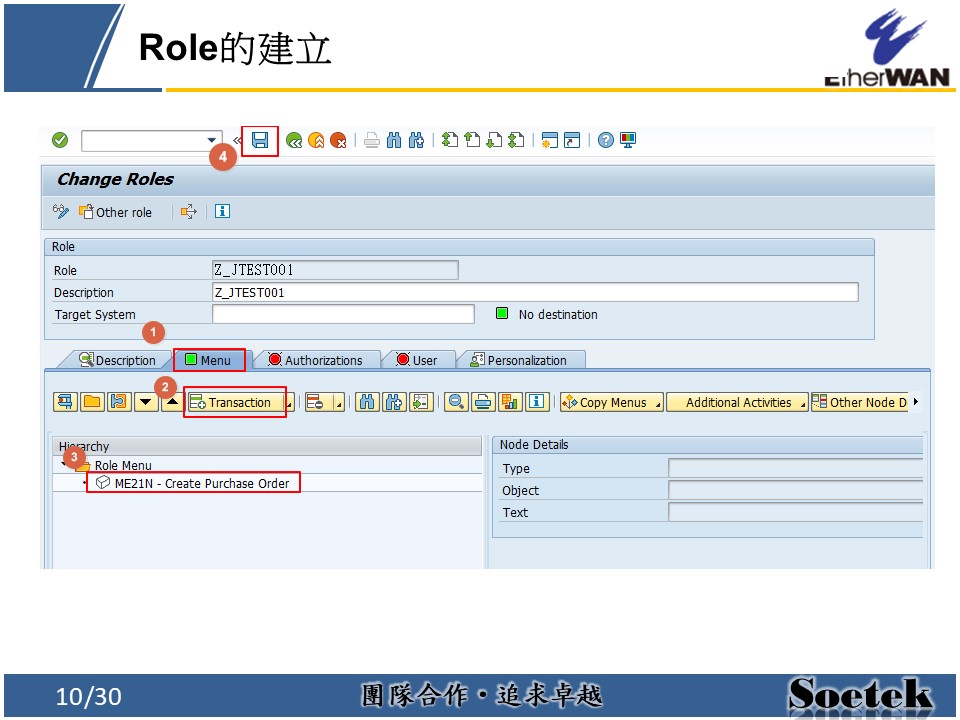 Role的建立
EtherWAN
4
Change Roles
Other role
Role
Role Z_JTEST001
Description Z_JTEST001
Target System No destination
1
Description Menu Authorizations User Personalization
2
Transaction Copy Menus Additional Activities Other Node D
Hierarchy Node Details
3
Role Menu Type
ME21N - Create Purchase Order Object
Text
10/30 團隊合作・追求卓越 Soetek